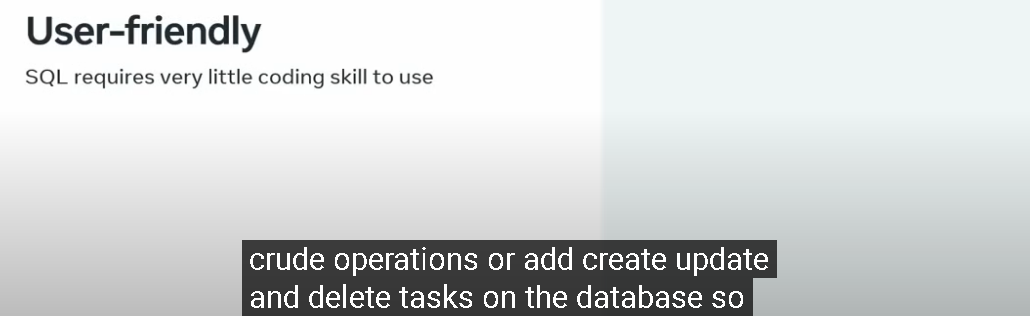 User-friendly
SQL requires very little coding skill to use
crude operations or add create update
and delete tasks on the database so